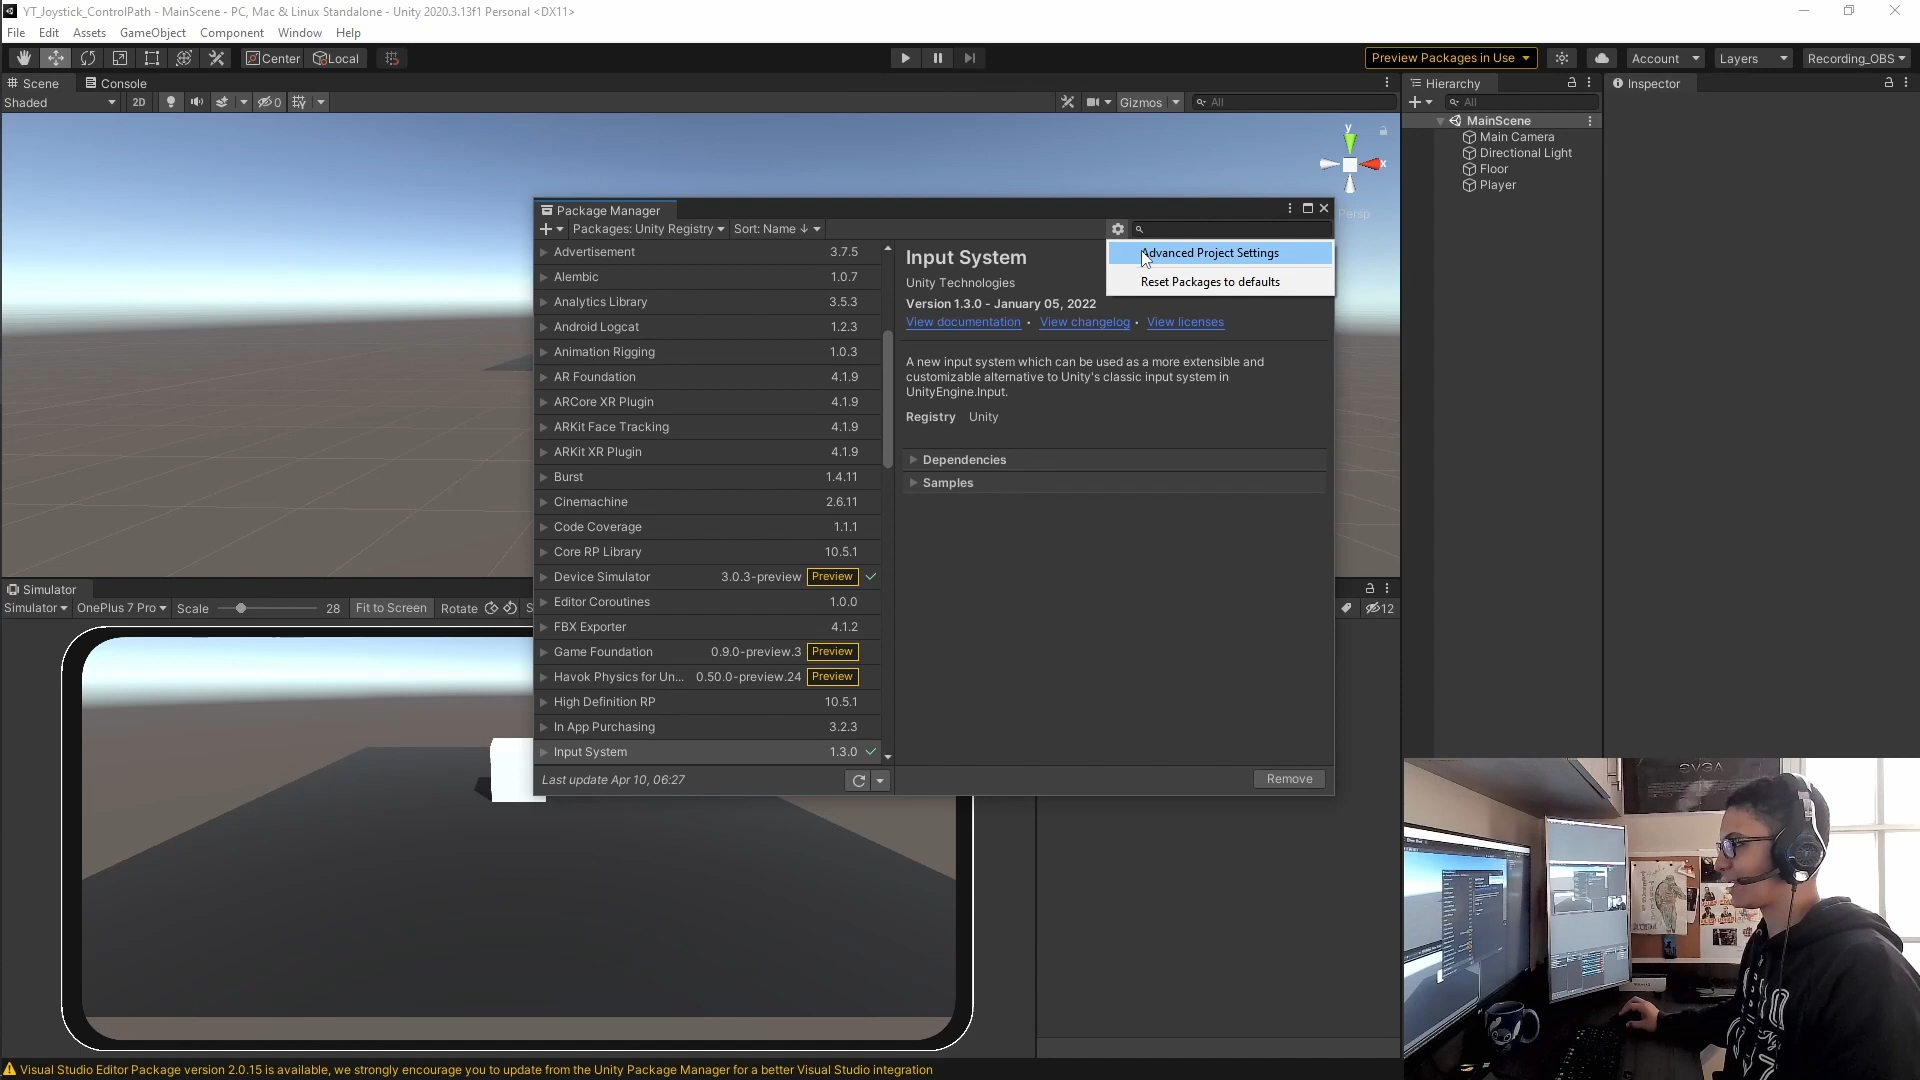 YT_Joystick_ControlPath - MainScene - PC, Mac & Linux Standalone - Unity 2020.3.13f1 Personal <DX11>
File Edit Assets GameObject Component Window Help
Center Local Preview Packages in Use Account Layers Recording_OBS
Scene Console Hierarchy Inspector
Shaded 2D 0 Gizmos All All
MainScene
Main Camera
Directional Light
Floor
Player
y
x
Persp
Package Manager
Packages: Unity Registry Sort: Name ↓
Advanced Project Settings
Reset Packages to defaults
Advertisement 3.7.5
Alembic 1.0.7
Analytics Library 3.5.3
Android Logcat 1.2.3
Animation Rigging 1.0.3
AR Foundation 4.1.9
ARCore XR Plugin 4.1.9
ARKit Face Tracking 4.1.9
ARKit XR Plugin 4.1.9
Burst 1.4.11
Cinemachine 2.6.11
Code Coverage 1.1.1
Core RP Library 10.5.1
Device Simulator 3.0.3-preview Preview
Editor Coroutines 1.0.0
FBX Exporter 4.1.2
Game Foundation 0.9.0-preview.3 Preview
Havok Physics for Un... 0.50.0-preview.24 Preview
High Definition RP 10.5.1
In App Purchasing 3.2.3
Input System 1.3.0
Last update Apr 10, 06:27
Input System
Unity Technologies
Version 1.3.0 - January 05, 2022
View documentation • View changelog • View licenses
A new input system which can be used as a more extensible and
customizable alternative to Unity's classic input system in
UnityEngine.Input.
Registry Unity
Dependencies
Samples
Remove
Simulator
Simulator OnePlus 7 Pro Scale 28 Fit to Screen Rotate S 12
Visual Studio Editor Package version 2.0.15 is available, we strongly encourage you to update from the Unity Package Manager for a better Visual Studio integration